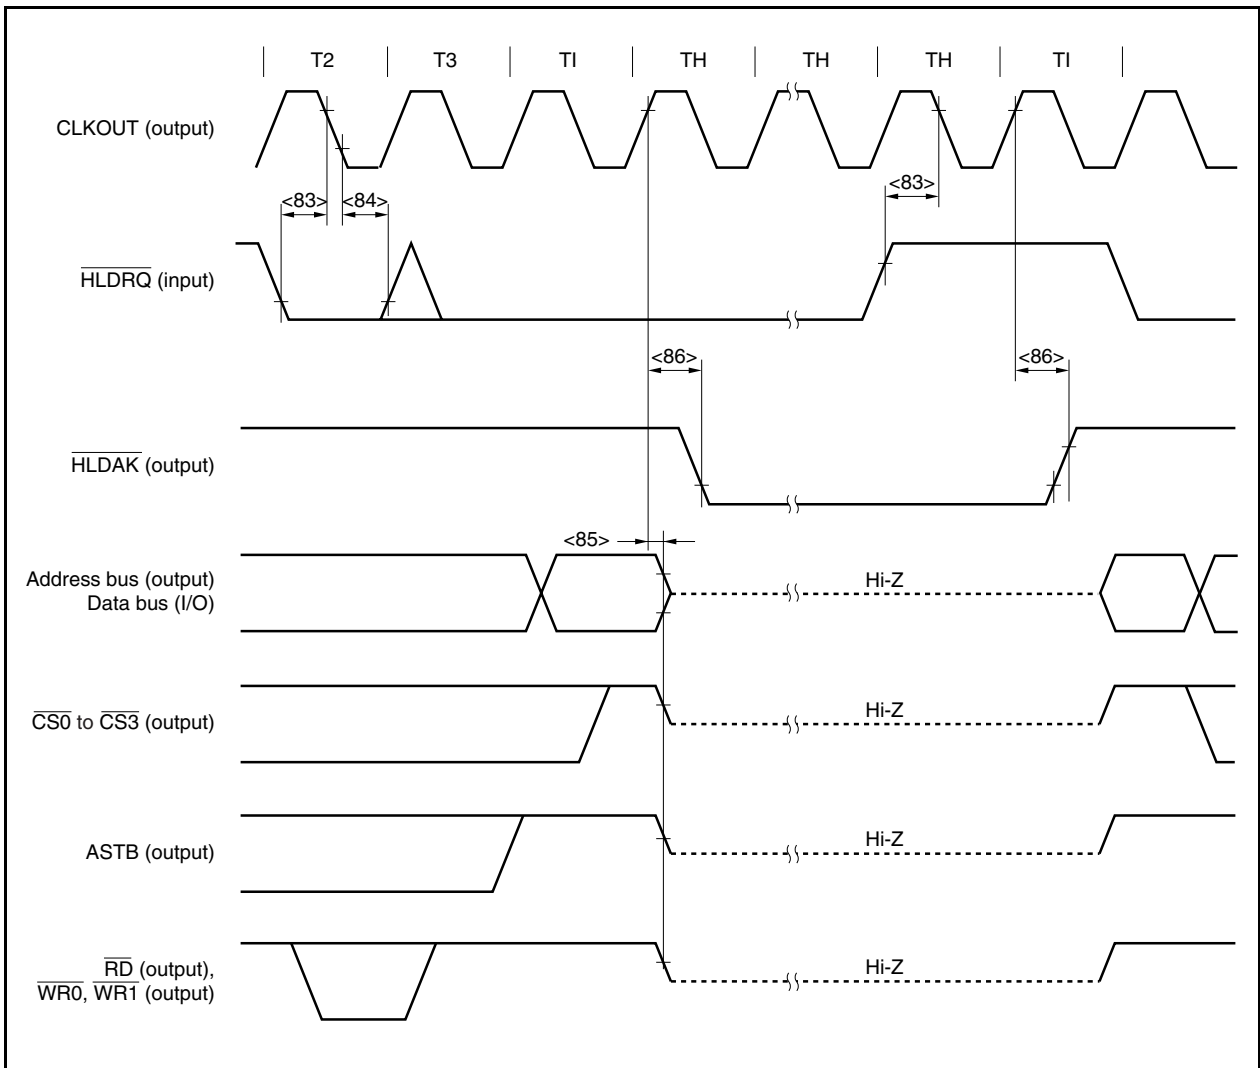 T2 T3 TI TH TH TH TI
CLKOUT (output)
<83> <84> <83>
HLDRQ (input)
<86> <86>
HLDAK (output)
<85>
Address bus (output)
Data bus (I/O)
Hi-Z
CS0 to CS3 (output)
Hi-Z
ASTB (output)
Hi-Z
RD (output),
WR0, WR1 (output)
Hi-Z